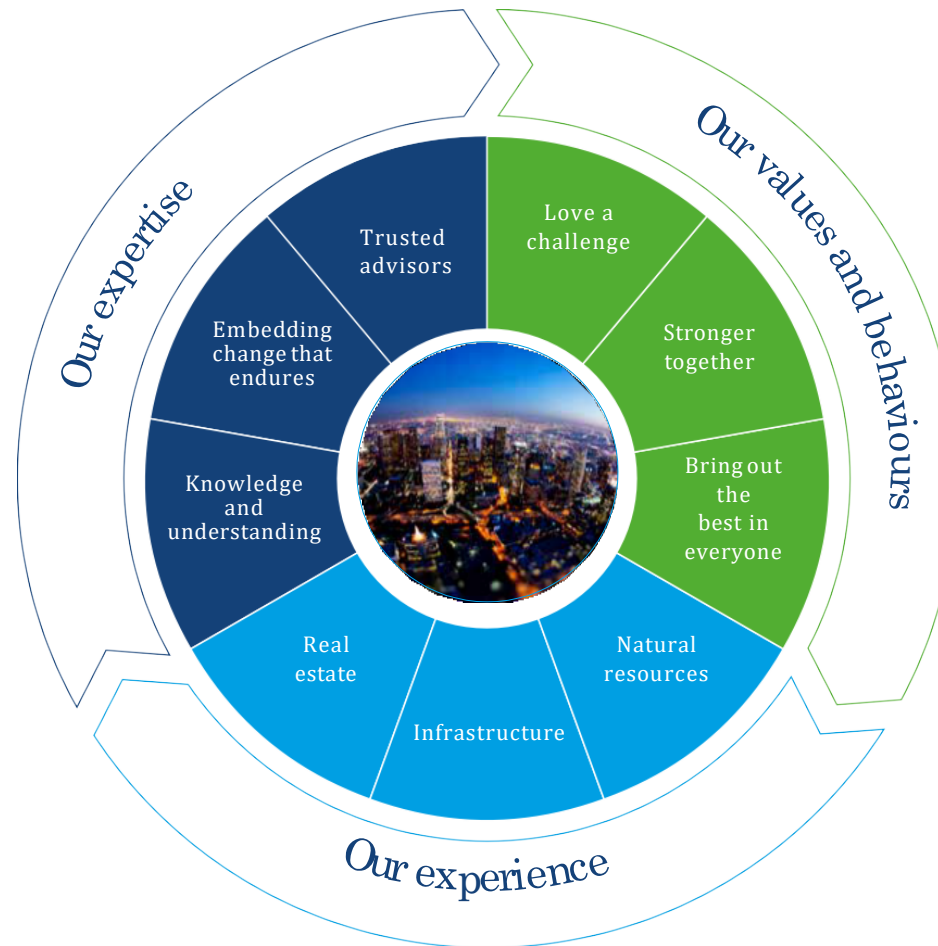 Our expertise
Our values and behaviours
Our experience
Trusted
advisors
Embedding
change that
endures
Knowledge
and
understanding
Love a
challenge
Stronger
together
Bring out
the
best in
everyone
Natural
resources
Infrastructure
Real
estate